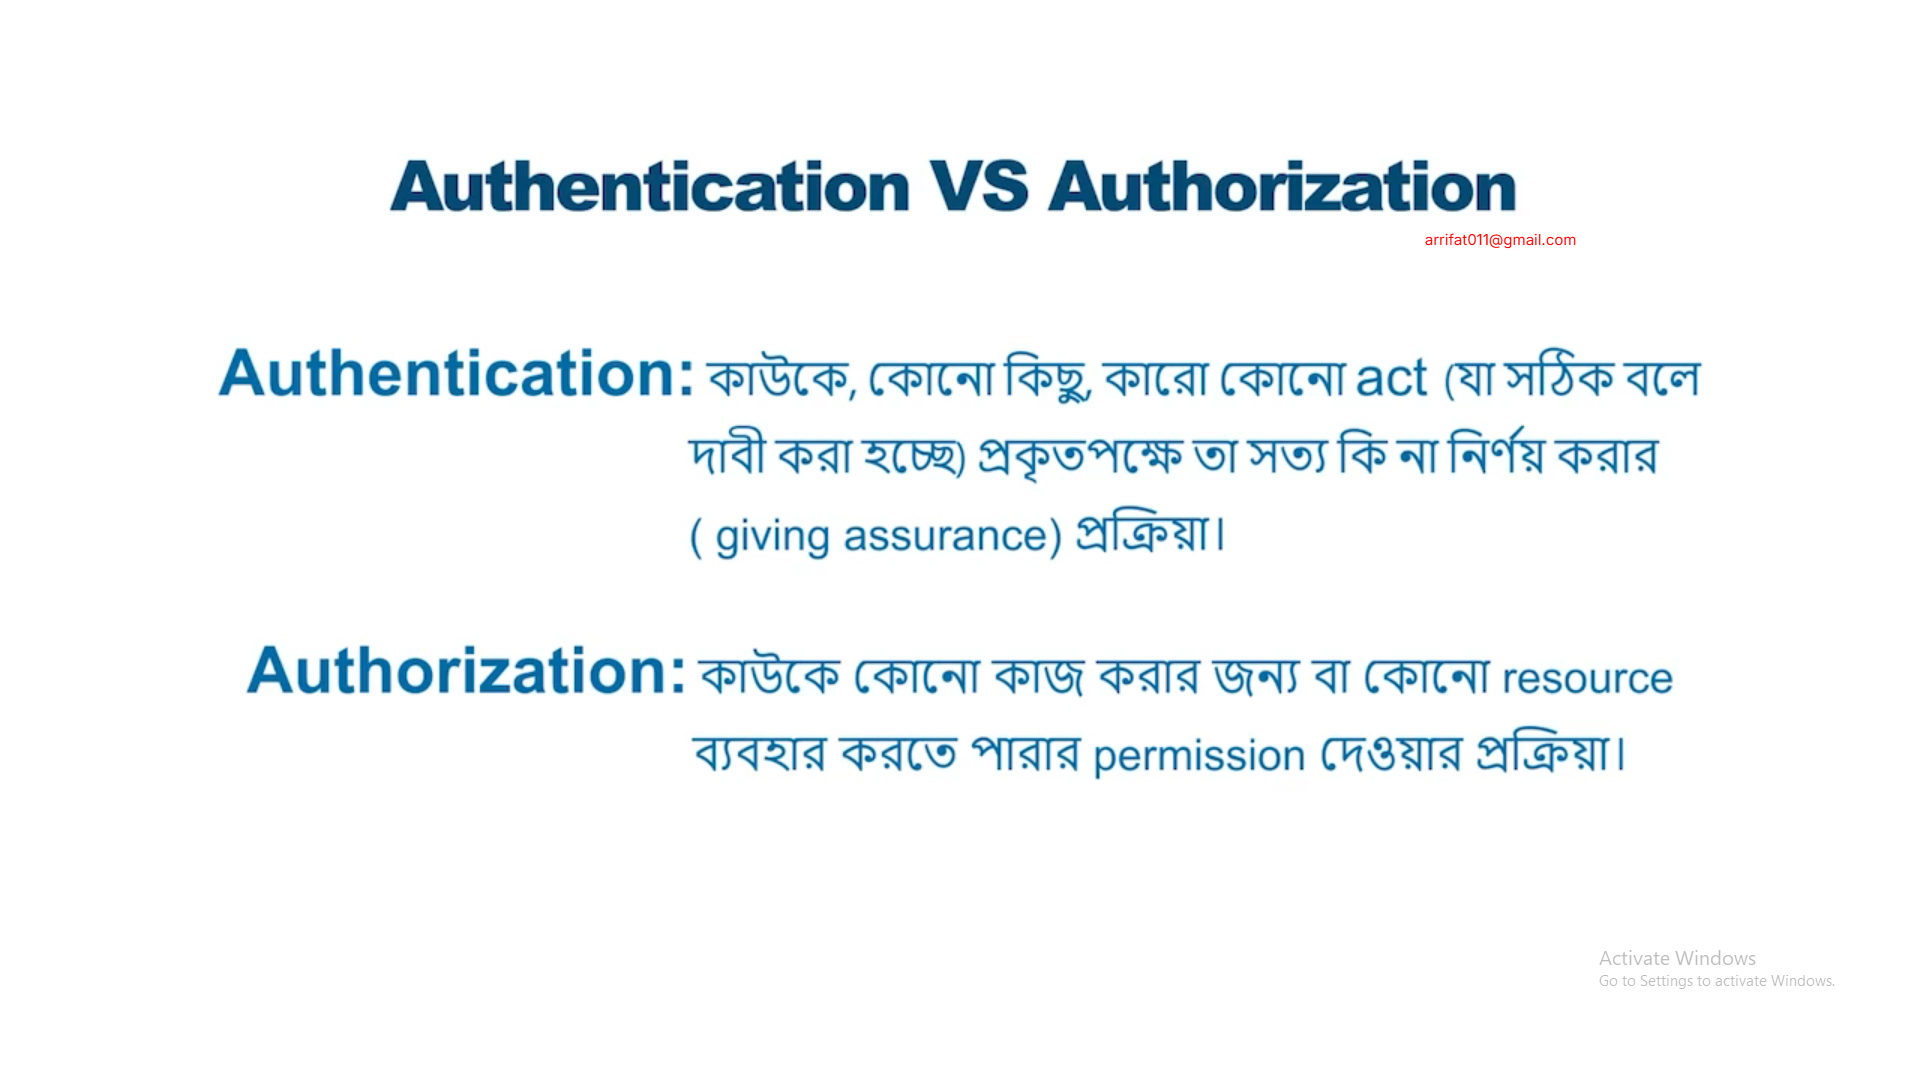 Authentication VS Authorization
arrifat011@gmail.com
Authentication: কাউকে, কোনো কিছু, কারো কোনো act (যা সঠিক বলে
দাবী করা হচ্ছে) প্রকৃতপক্ষে তা সত্য কি না নির্ণয় করার
( giving assurance) প্রক্রিয়া।
Authorization: কাউকে কোনো কাজ করার জন্য বা কোনো resource
ব্যবহার করতে পারার permission দেওয়ার প্রক্রিয়া।
Activate Windows
Go to Settings to activate Windows.